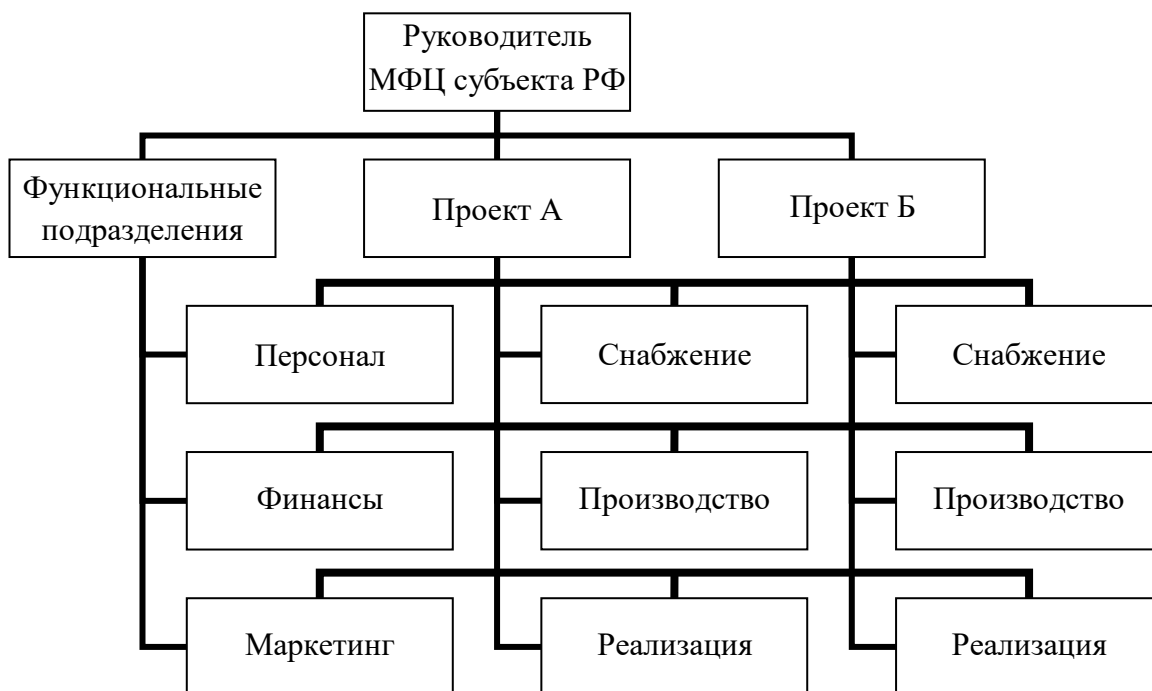 Руководитель
МФЦ субъекта РФ
Функциональные
подразделения
Проект А
Проект Б
Персонал
Снабжение
Снабжение
Финансы
Производство
Производство
Маркетинг
Реализация
Реализация